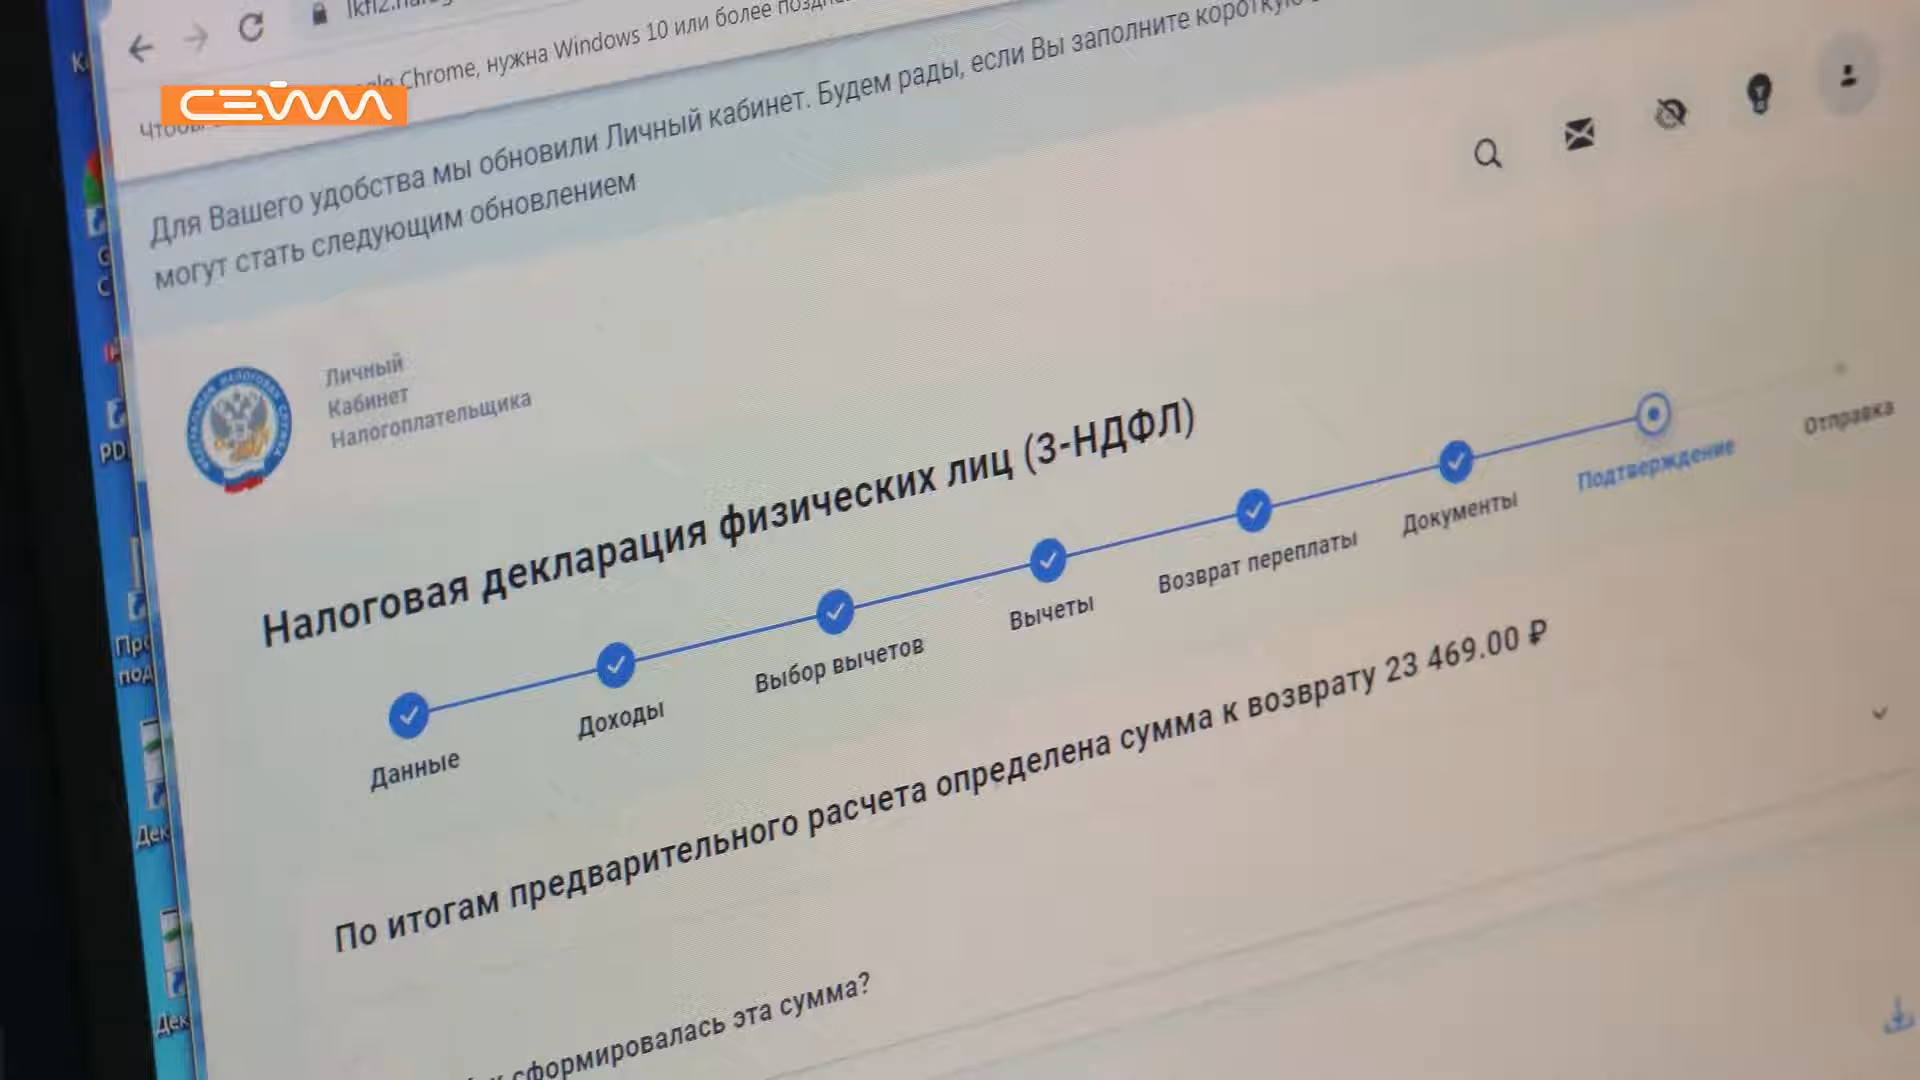 Chrome, нужна Windows 10 или более
СЕЙМ
Для Вашего удобства мы обновили Личный кабинет. Будем рады, если Вы заполните
могут стать следующим обновлением
Личный
Кабинет
Налогоплательщика
Налоговая декларация физических лиц (3-НДФЛ)
Данные
Доходы
Выбор вычетов
Вычеты
Возврат переплаты
Документы
Подтверждение
Отправка
По итогам предварительного расчета определена сумма к возврату 23 469.00 ₽
сформировалась эта сумма?